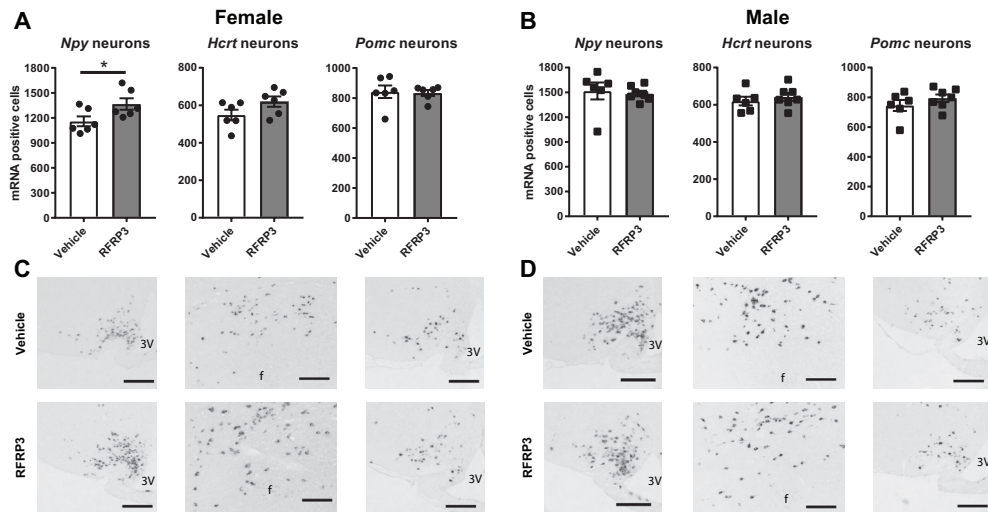 A
Female
Npy neurons
Hcrt neurons
Pomc neurons
*
mRNA positive cells
1800
1500
1200
900
600
300
0
Vehicle
RFRP3
800
600
400
200
0
Vehicle
RFRP3
1000
800
600
400
200
0
Vehicle
RFRP3
B
Male
Npy neurons
Hcrt neurons
Pomc neurons
mRNA positive cells
1800
1500
1200
900
600
300
0
Vehicle
RFRP3
800
600
400
200
0
Vehicle
RFRP3
1000
800
600
400
200
0
Vehicle
RFRP3
C
Vehicle
3V
f
3V
RFRP3
3V
f
3V
D
Vehicle
3V
f
3V
RFRP3
3V
f
3V